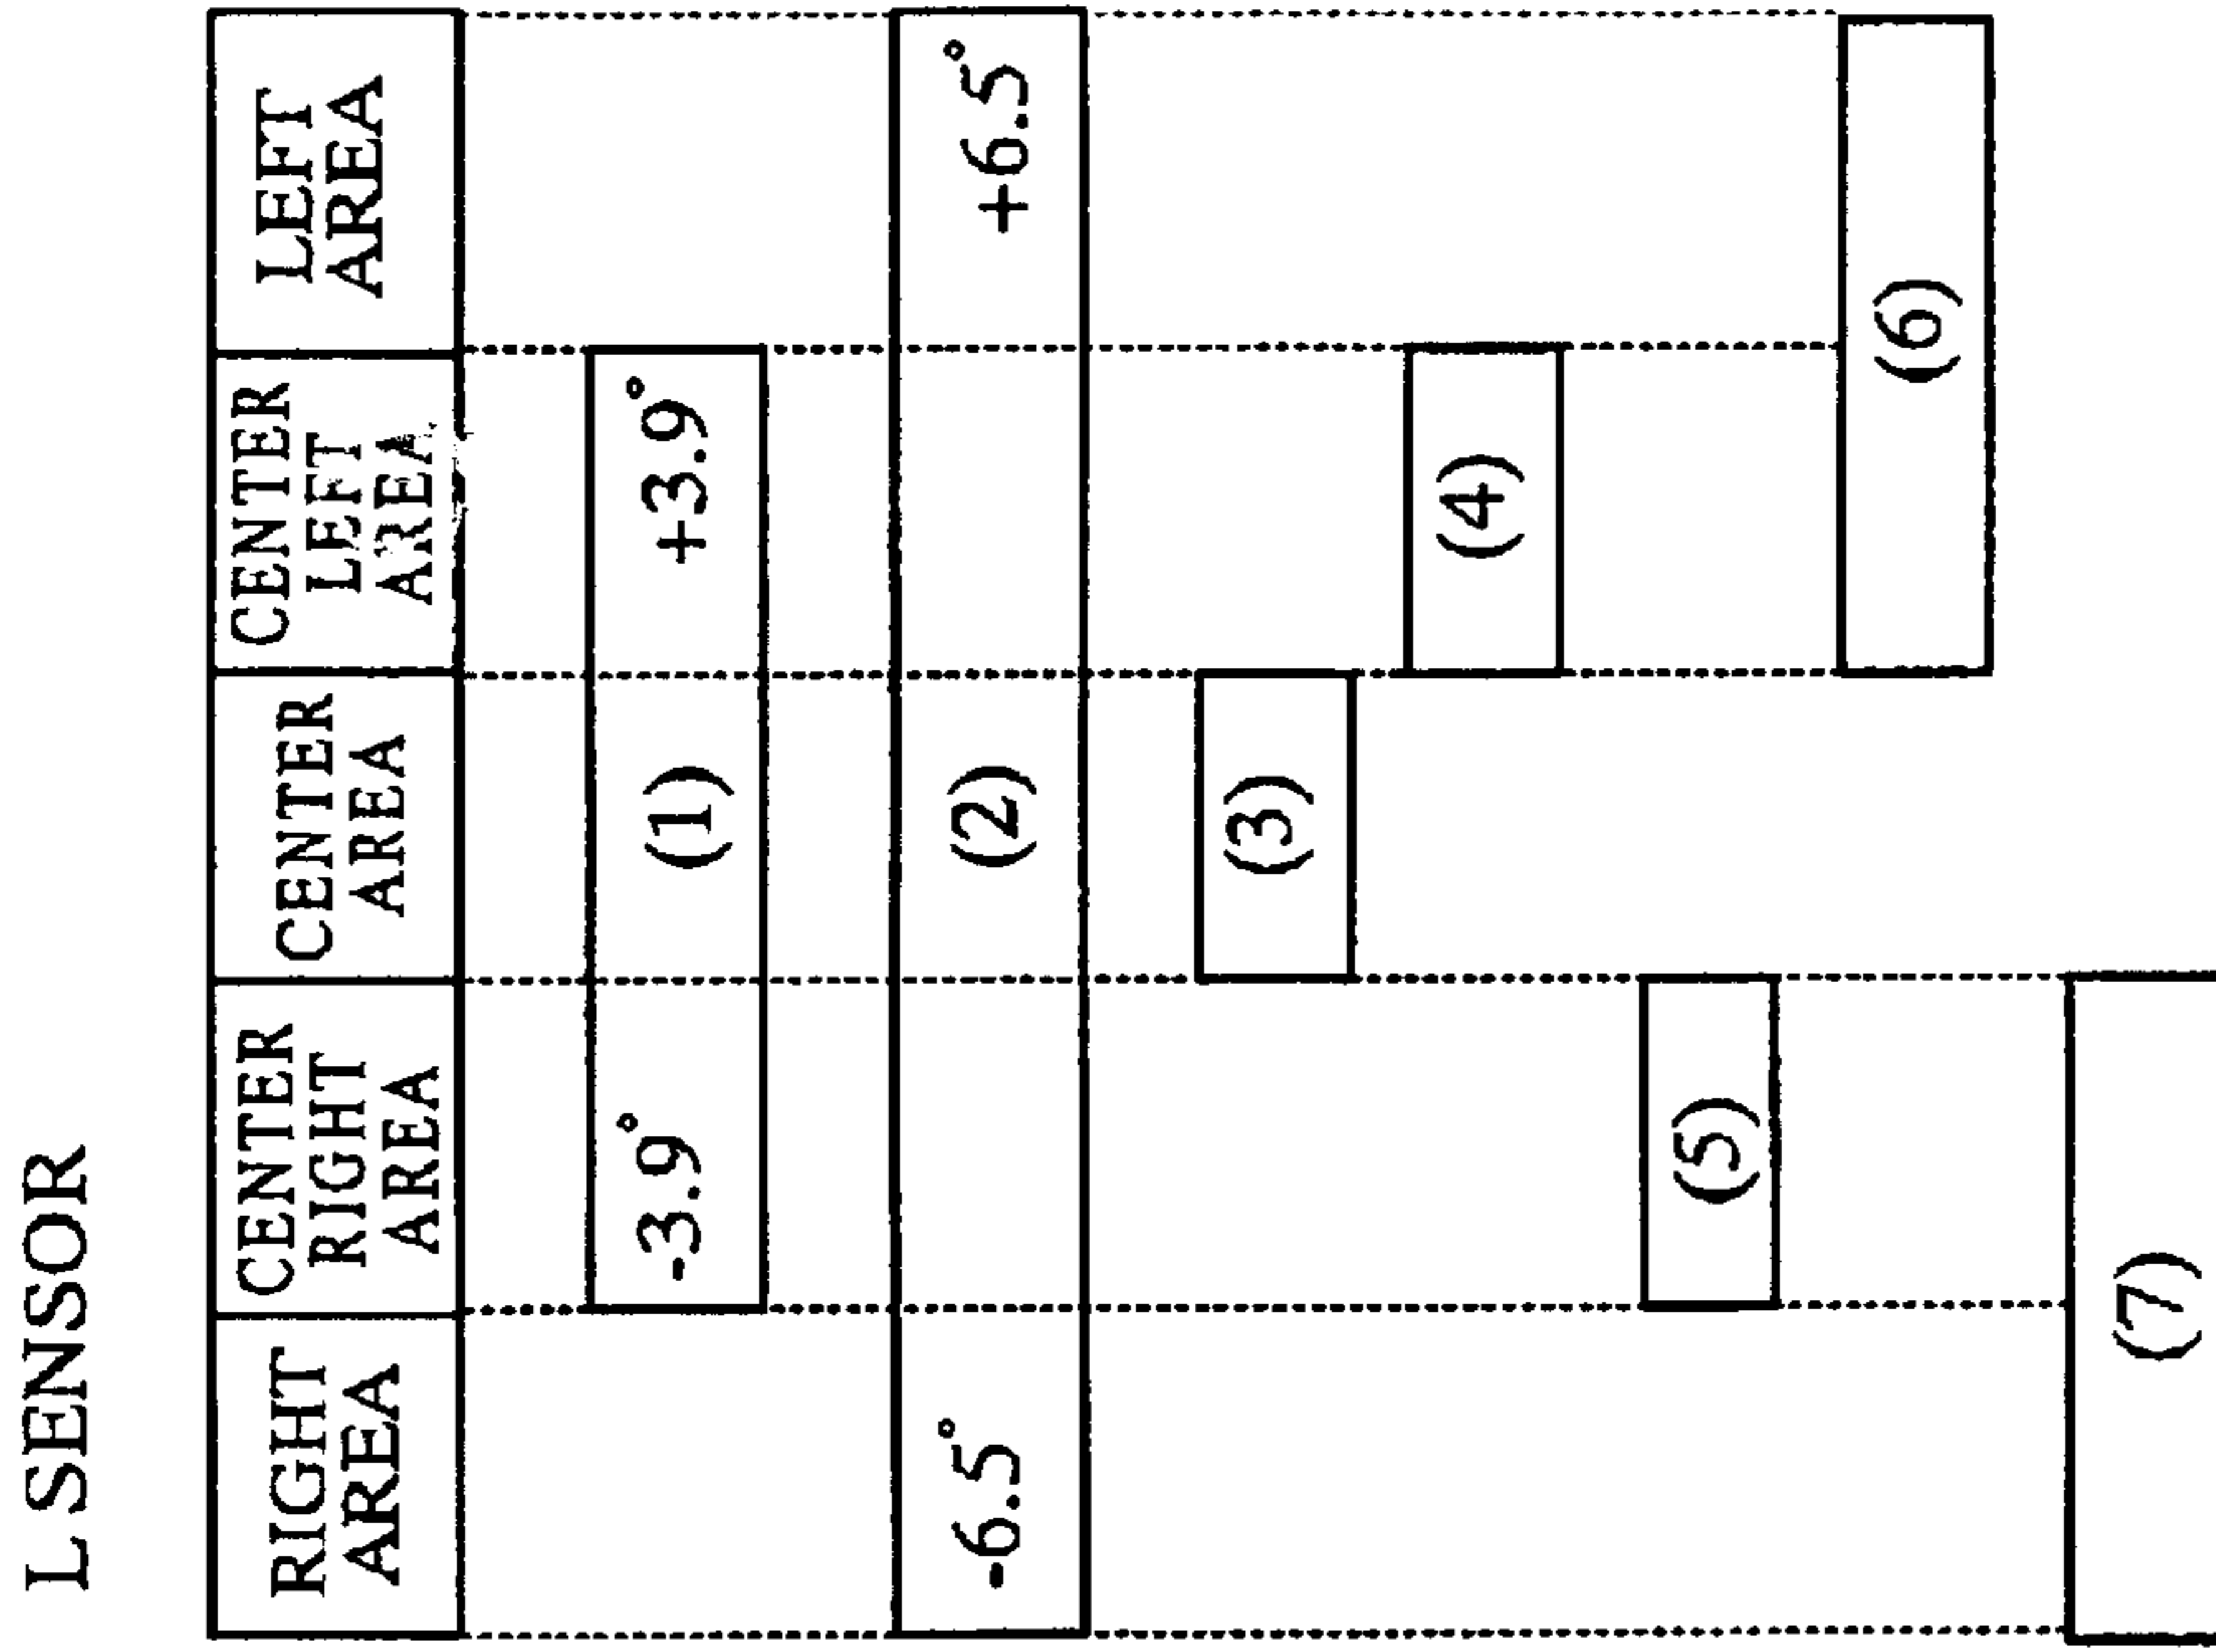 L SENSOR
RIGHT
AREA
CENTER
RIGHT
AREA
CENTER
AREA
CENTER
LEFT
AREA
LEFT
AREA
-3.9° (1) +3.9°
-6.5° (2) +6.5°
(3)
(4)
(5)
(6)
(7)